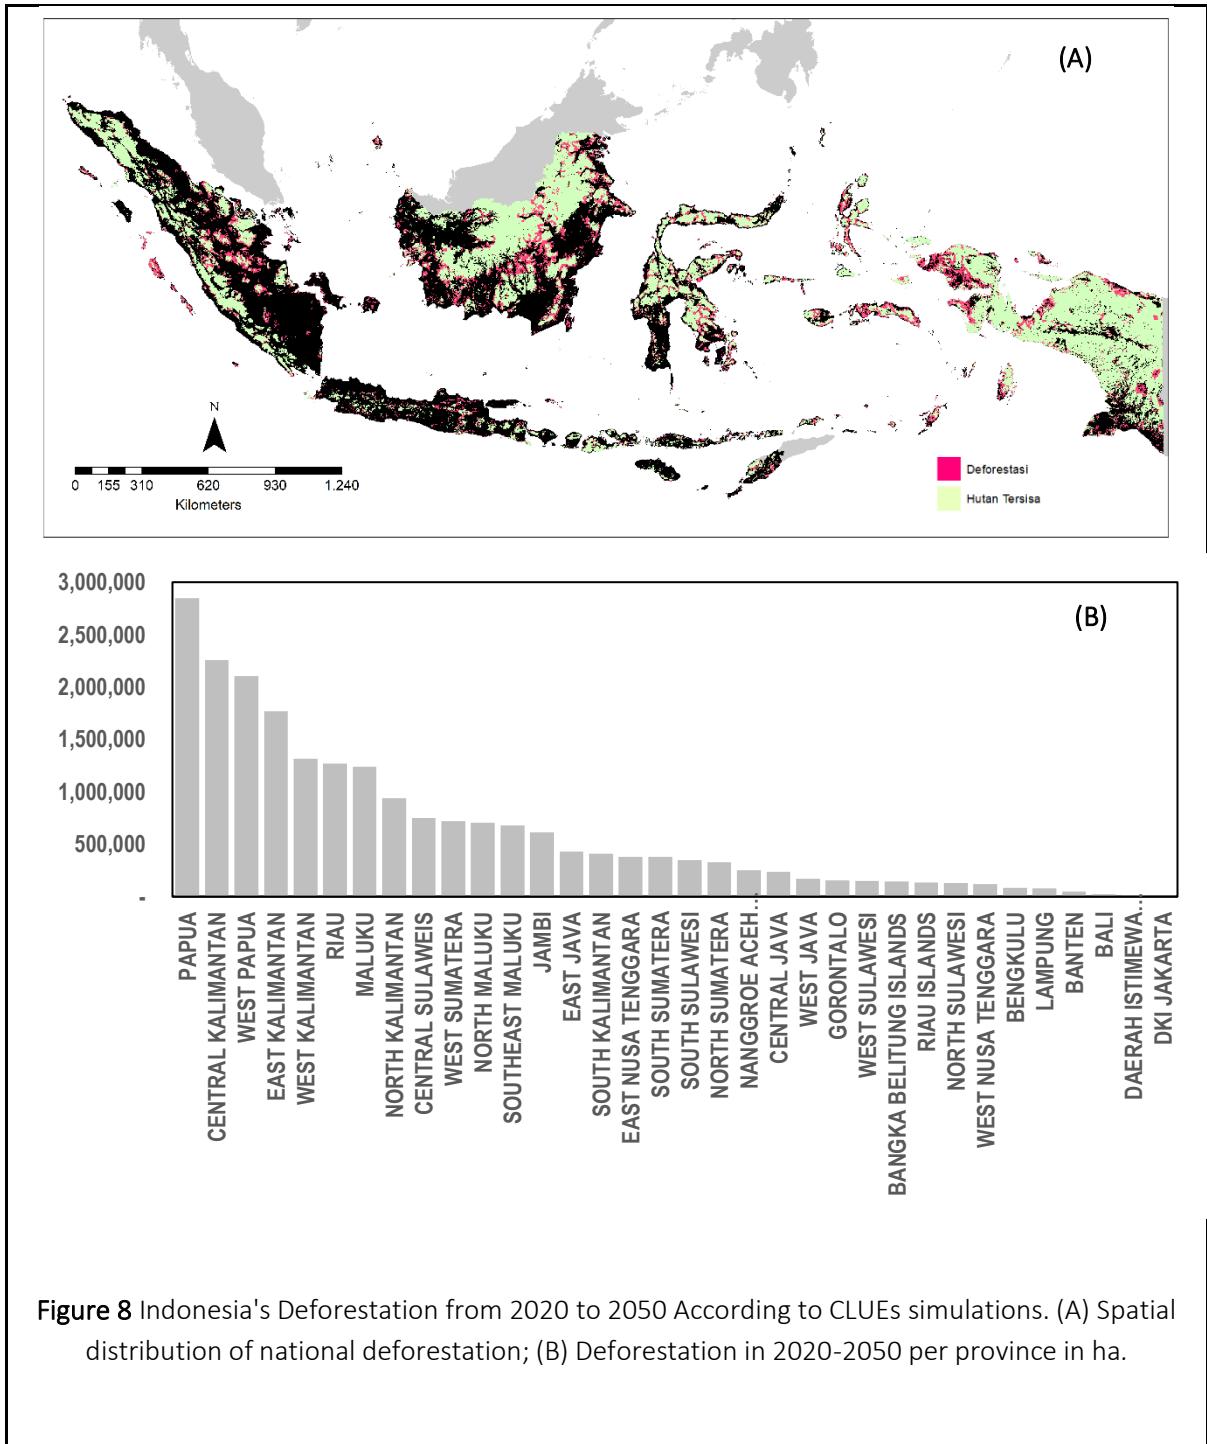 (A)
N
0 155 310 620 930 1.240
Kilometers
Deforestasi
Hutan Tersisa
(B)
3,000,000
2,500,000
2,000,000
1,500,000
1,000,000
500,000
-
PAPUA
CENTRAL KALIMANTAN
WEST PAPUA
EAST KALIMANTAN
WEST KALIMANTAN
RIAU
MALUKU
NORTH KALIMANTAN
CENTRAL SULAWEIS
WEST SUMATERA
NORTH MALUKU
SOUTHEAST MALUKU
JAMBI
EAST JAVA
SOUTH KALIMANTAN
EAST NUSA TENGGARA
SOUTH SUMATERA
SOUTH SULAWESI
NORTH SUMATERA
NANGGROE ACEH…
CENTRAL JAVA
WEST JAVA
GORONTALO
WEST SULAWESI
BANGKA BELITUNG ISLANDS
RIAU ISLANDS
NORTH SULAWESI
WEST NUSA TENGGARA
BENGKULU
LAMPUNG
BANTEN
BALI
DAERAH ISTIMEWA…
DKI JAKARTA
Figure 8 Indonesia's Deforestation from 2020 to 2050 According to CLUEs simulations. (A) Spatial
distribution of national deforestation; (B) Deforestation in 2020-2050 per province in ha.